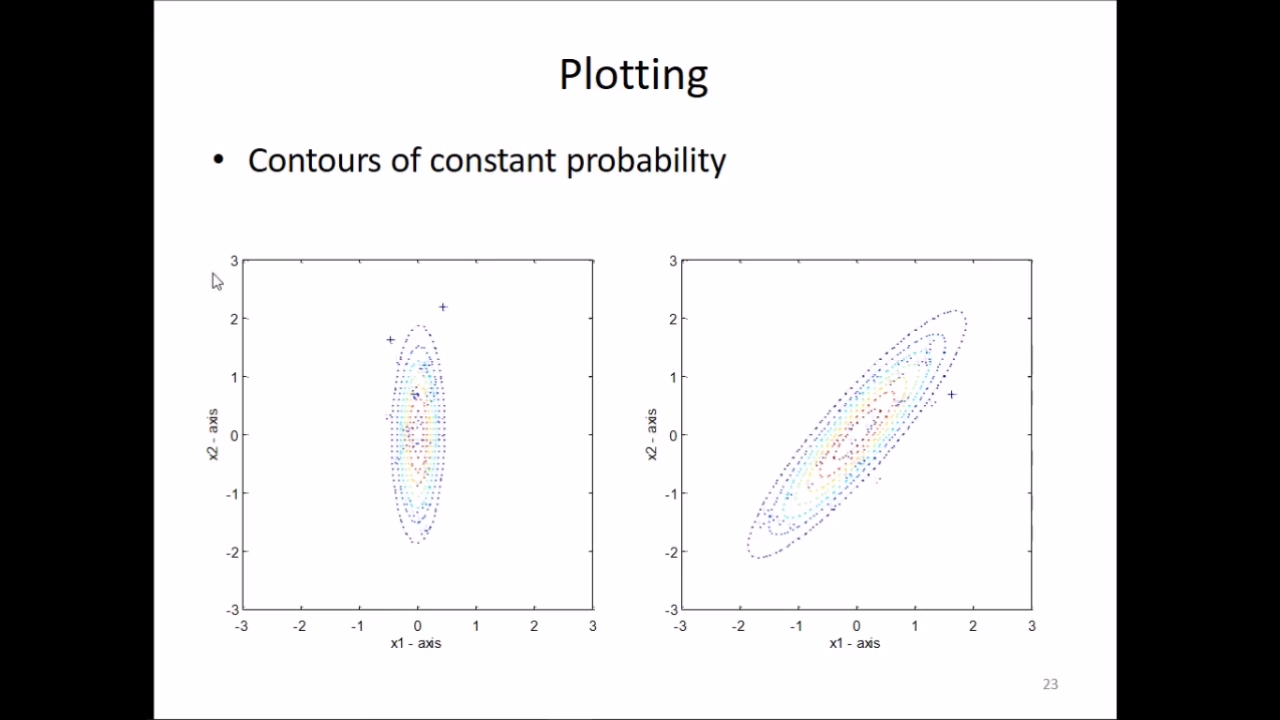 Plotting
• Contours of constant probability
3
2
1
0
-1
-2
-3
x2 - axis
-3 -2 -1 0 1 2 3
x1 - axis
3
2
1
0
-1
-2
-3
x2 - axis
-3 -2 -1 0 1 2 3
x1 - axis
23